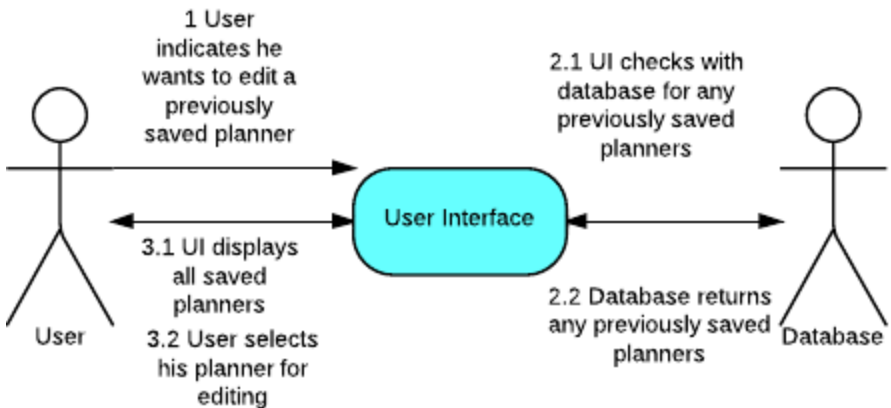 1 User
indicates he
wants to edit a
previously
saved planner
2.1 UI checks with
database for any
previously saved
planners
User Interface
3.1 UI displays
all saved
planners
3.2 User selects
his planner for
editing
2.2 Database returns
any previously saved
planners
User
Database